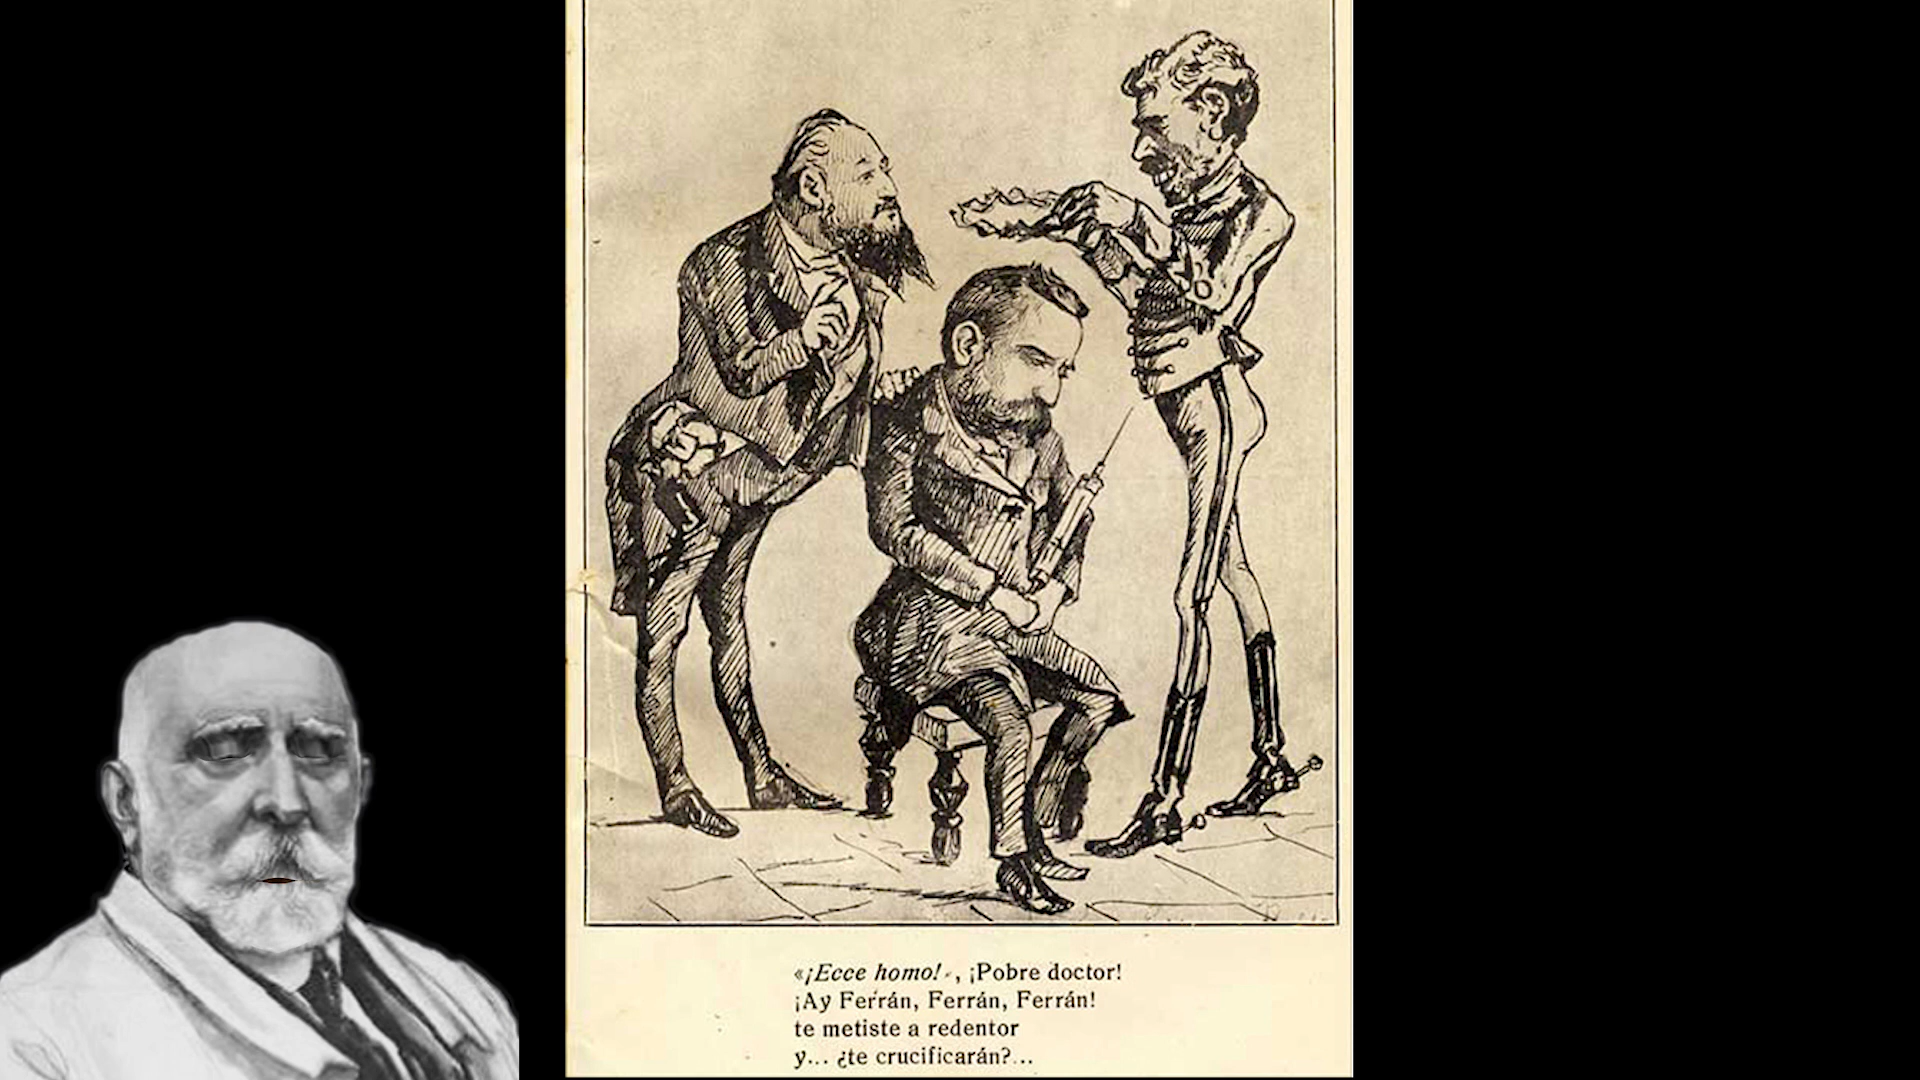 «¡Ecce homo!», ¡Pobre doctor!
¡Ay Ferrán, Ferrán, Ferrán!
te metiste a redentor
y... ¿te crucificarán?...